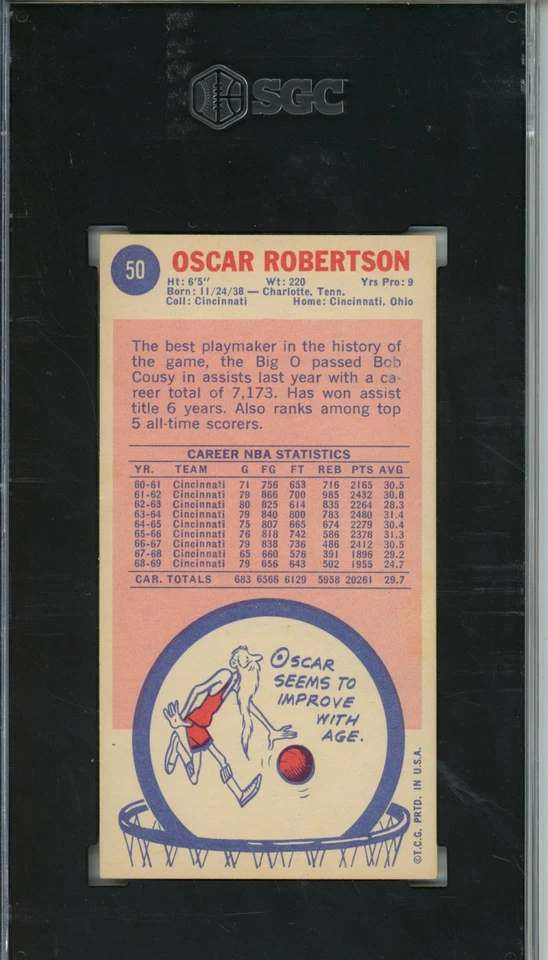 SGC
50
OSCAR ROBERTSON
Ht: 6'5" Wt: 220 Yrs Pro: 9
Born: 11/24/38 — Charlotte, Tenn.
Coll: Cincinnati Home: Cincinnati, Ohio
The best playmaker in the history of
the game, the Big O passed Bob
Cousy in assists last year with a ca-
reer total of 7,173. Has won assist
title 6 years. Also ranks among top
5 all-time scorers.
CAREER NBA STATISTICS
YR. TEAM G FG FT REB PTS AVG
60-61 Cincinnati 71 756 653 716 2165 30.5
61-62 Cincinnati 79 866 700 985 2432 30.8
62-63 Cincinnati 80 825 614 835 2264 28.3
63-64 Cincinnati 79 840 800 783 2480 31.4
64-65 Cincinnati 75 807 665 674 2279 30.4
65-66 Cincinnati 76 818 742 586 2378 31.3
66-67 Cincinnati 79 838 736 486 2412 30.5
67-68 Cincinnati 65 660 576 391 1896 29.2
68-69 Cincinnati 79 656 643 502 1955 24.7
CAR. TOTALS 683 6566 6129 5958 20261 29.7
OSCAR
SEEMS TO
IMPROVE
WITH
AGE.
©T.C.G. PRTD. IN U.S.A.